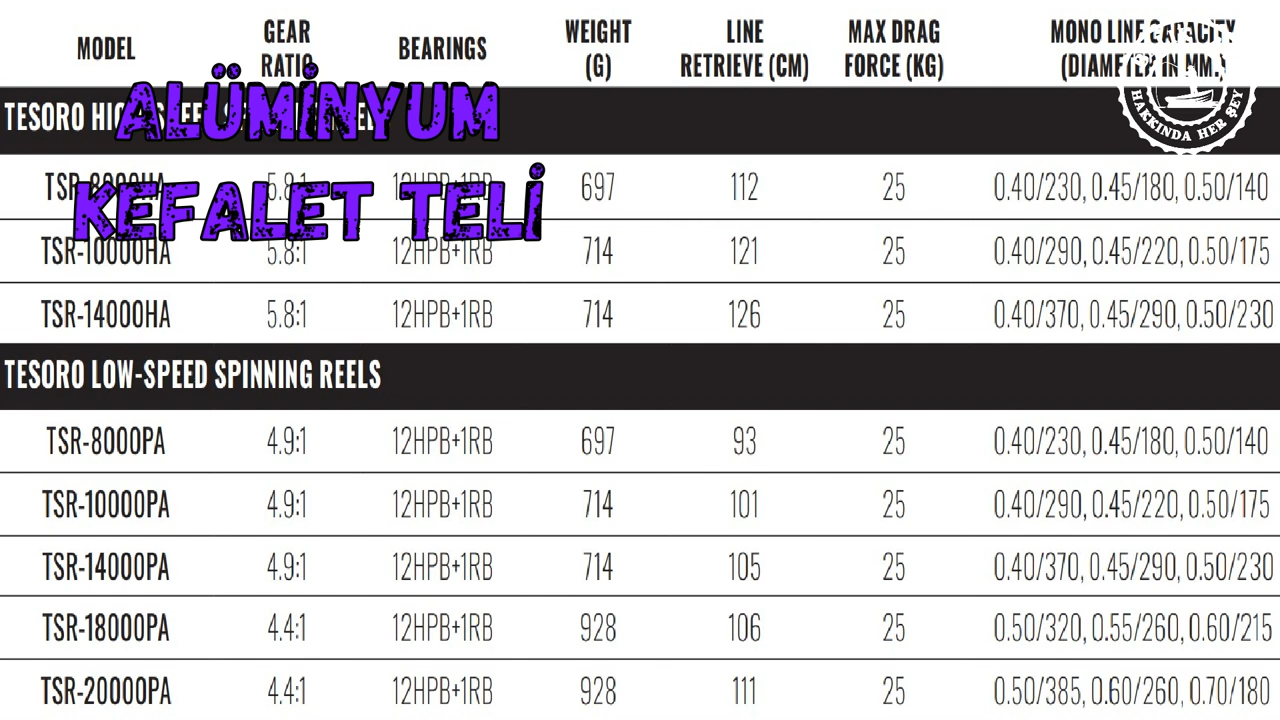 MODEL GEAR RATIO BEARINGS WEIGHT (G) LINE RETRIEVE (CM) MAX DRAG FORCE (KG) MONO LINE CAPACITY (DIAMETER IN MM.)
ALÜMİNYUM
KEFALET TELİ
HAKKINDA HER ŞEY
TESORO
TSR-8000HA 5.8:1 12HPB+1RB 697 112 25 0.40/230, 0.45/180, 0.50/140
TSR-10000HA 5.8:1 12HPB+1RB 714 121 25 0.40/290, 0.45/220, 0.50/175
TSR-14000HA 5.8:1 12HPB+1RB 714 126 25 0.40/370, 0.45/290, 0.50/230
TESORO LOW-SPEED SPINNING REELS
TSR-8000PA 4.9:1 12HPB+1RB 697 93 25 0.40/230, 0.45/180, 0.50/140
TSR-10000PA 4.9:1 12HPB+1RB 714 101 25 0.40/290, 0.45/220, 0.50/175
TSR-14000PA 4.9:1 12HPB+1RB 714 105 25 0.40/370, 0.45/290, 0.50/230
TSR-18000PA 4.4:1 12HPB+1RB 928 106 25 0.50/320, 0.55/260, 0.60/215
TSR-20000PA 4.4:1 12HPB+1RB 928 111 25 0.50/385, 0.60/260, 0.70/180